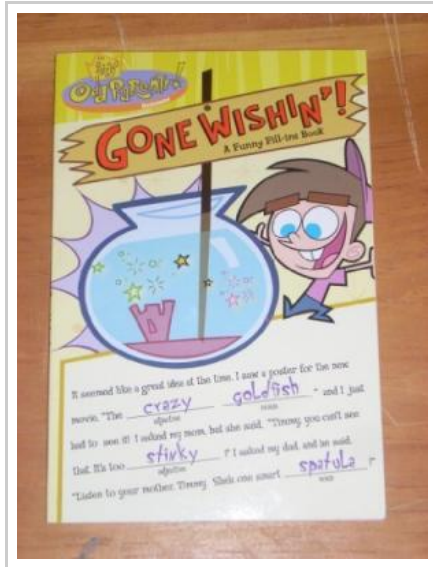 Odd Parents!
GONE WISHIN'!
A Funny Fill-ins Book
It seemed like a great idea at the time. I saw a poster for the new
movie, "The crazy goldfish " and I just
adjective noun
had to see it! I asked my mom, but she said, "Timmy, you can't see
that. It's too stinky !" I asked my dad, and he said,
adjective
"Listen to your mother, Timmy. She's one smart spatula !"
noun